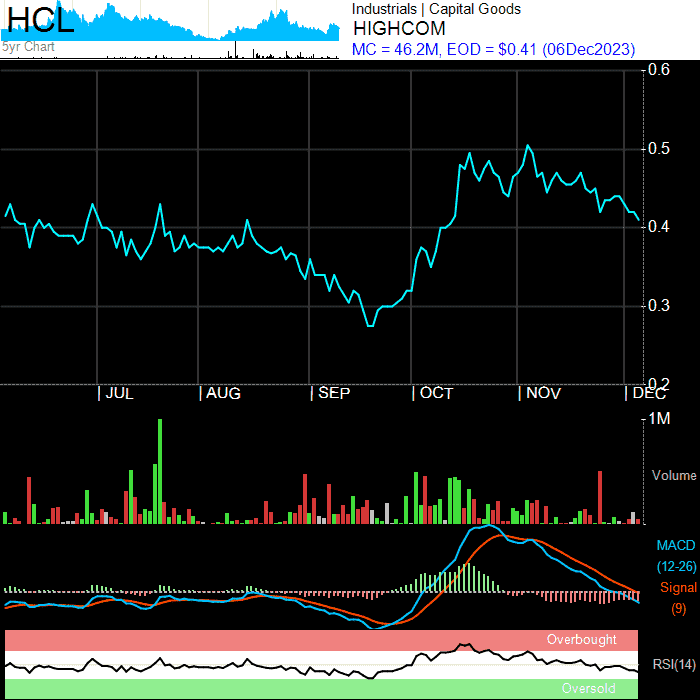 HCL
5yr Chart
Industrials | Capital Goods
HIGHCOM
MC = 46.2M, EOD = $0.41 (06Dec2023)
0.6
0.5
0.4
0.3
0.2
| JUL | AUG | SEP | OCT | NOV | DEC
1M
Volume
MACD
(12-26)
Signal
(9)
Overbought
RSI(14)
Oversold